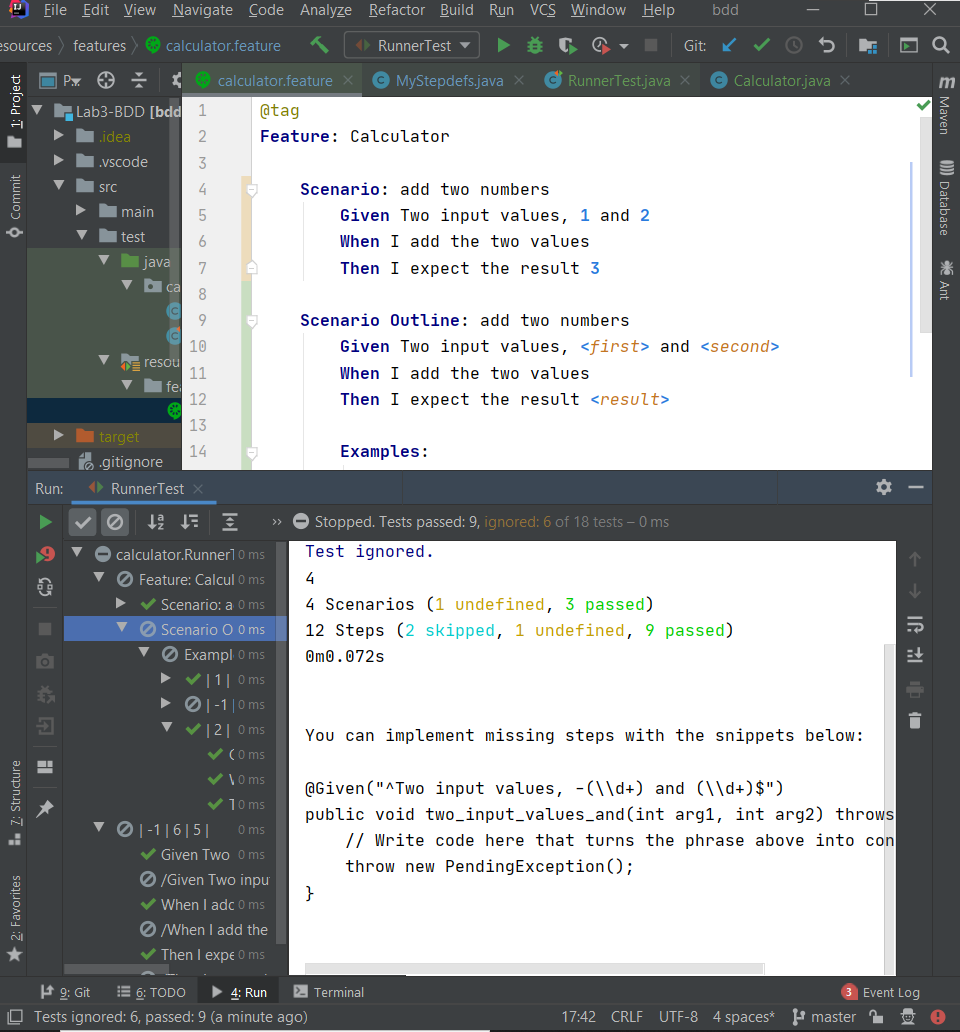 File Edit View Navigate Code Analyze Refactor Build Run VCS Window Help bdd
esources features calculator.feature RunnerTest Git:
1: Project
P.. calculator.feature MyStepdefs.java RunnerTest.java Calculator.java
Lab3-BDD [bdd
.idea
.vscode
src
main
test
java
ca
resou
fea
target
.gitignore
Commit
1 @tag
2 Feature: Calculator
3
4 Scenario: add two numbers
5 Given Two input values, 1 and 2
6 When I add the two values
7 Then I expect the result 3
8
9 Scenario Outline: add two numbers
10 Given Two input values, <first> and <second>
11 When I add the two values
12 Then I expect the result <result>
13
14 Examples:
Maven
Database
Ant
Run: RunnerTest
Stopped. Tests passed: 9, ignored: 6 of 18 tests – 0 ms
calculator.RunnerT 0 ms
Feature: Calcul 0 ms
Scenario: a 0 ms
Scenario O 0 ms
Exampl 0 ms
| 1 | 0 ms
| -1 | 0 ms
| 2 | 0 ms
0 ms
0 ms
0 ms
| -1 | 6 | 5 | 0 ms
Given Two 0 ms
/Given Two inpu
When I add 0 ms
/When I add the
Then I expe 0 ms
Test ignored.
4
4 Scenarios (1 undefined, 3 passed)
12 Steps (2 skipped, 1 undefined, 9 passed)
0m0.072s
You can implement missing steps with the snippets below:
@Given("^Two input values, -(\\d+) and (\\d+)$")
public void two_input_values_and(int arg1, int arg2) throws
// Write code here that turns the phrase above into con
throw new PendingException();
}
7: Structure
2: Favorites
9: Git 6: TODO 4: Run Terminal 3 Event Log
Tests ignored: 6, passed: 9 (a minute ago) 17:42 CRLF UTF-8 4 spaces* master